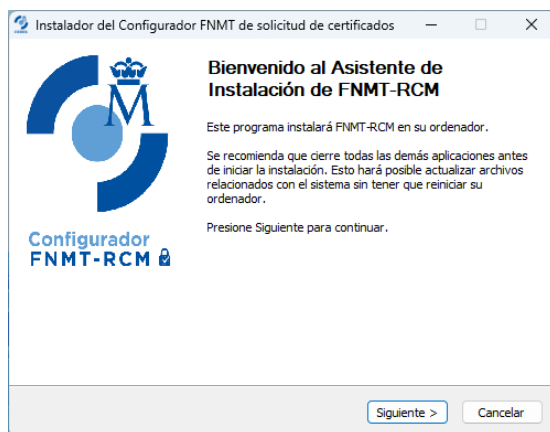 Instalador del Configurador FNMT de solicitud de certificados
Bienvenido al Asistente de
Instalación de FNMT-RCM
Este programa instalará FNMT-RCM en su ordenador.
Se recomienda que cierre todas las demás aplicaciones antes
de iniciar la instalación. Esto hará posible actualizar archivos
relacionados con el sistema sin tener que reiniciar su
ordenador.
Presione Siguiente para continuar.
M
Configurador
FNMT-RCM
Siguiente >
Cancelar